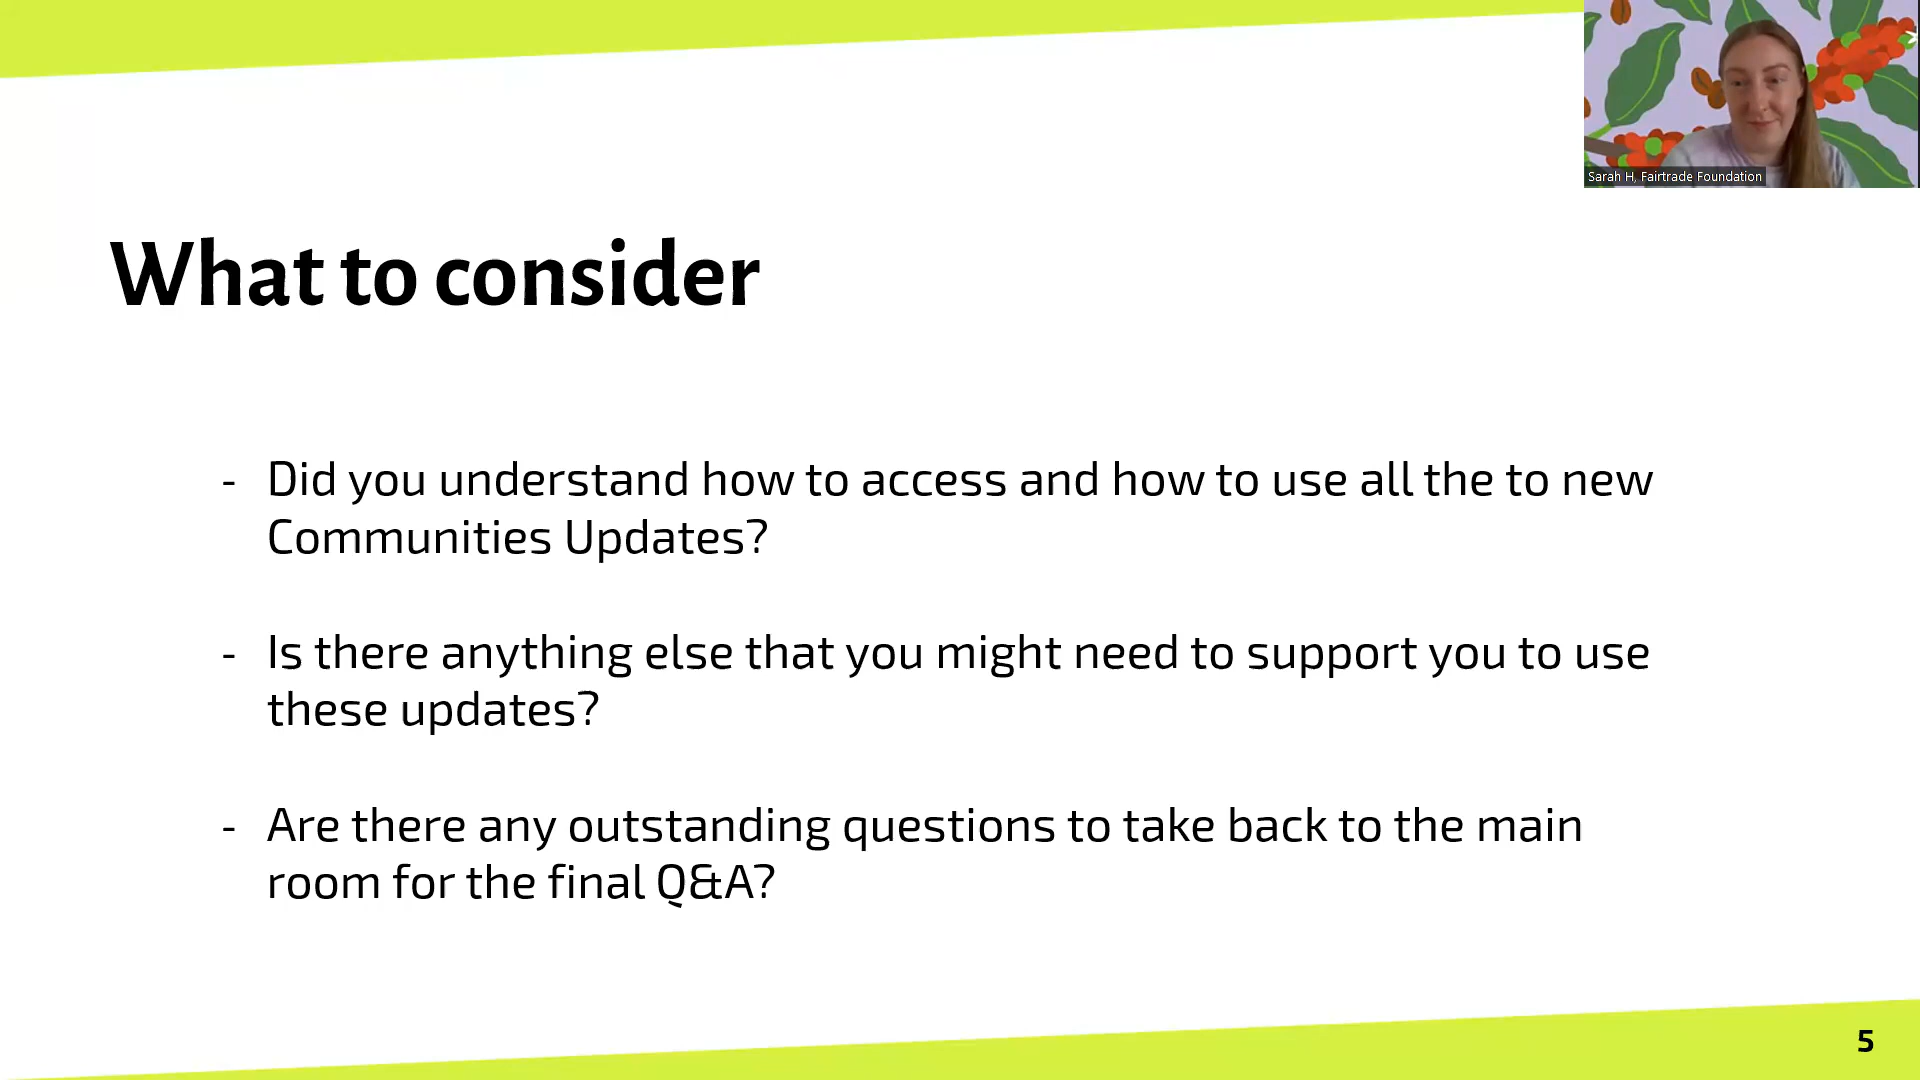 Sarah H, Fairtrade Foundation
What to consider
- Did you understand how to access and how to use all the to new
Communities Updates?
- Is there anything else that you might need to support you to use
these updates?
- Are there any outstanding questions to take back to the main
room for the final Q&A?
5